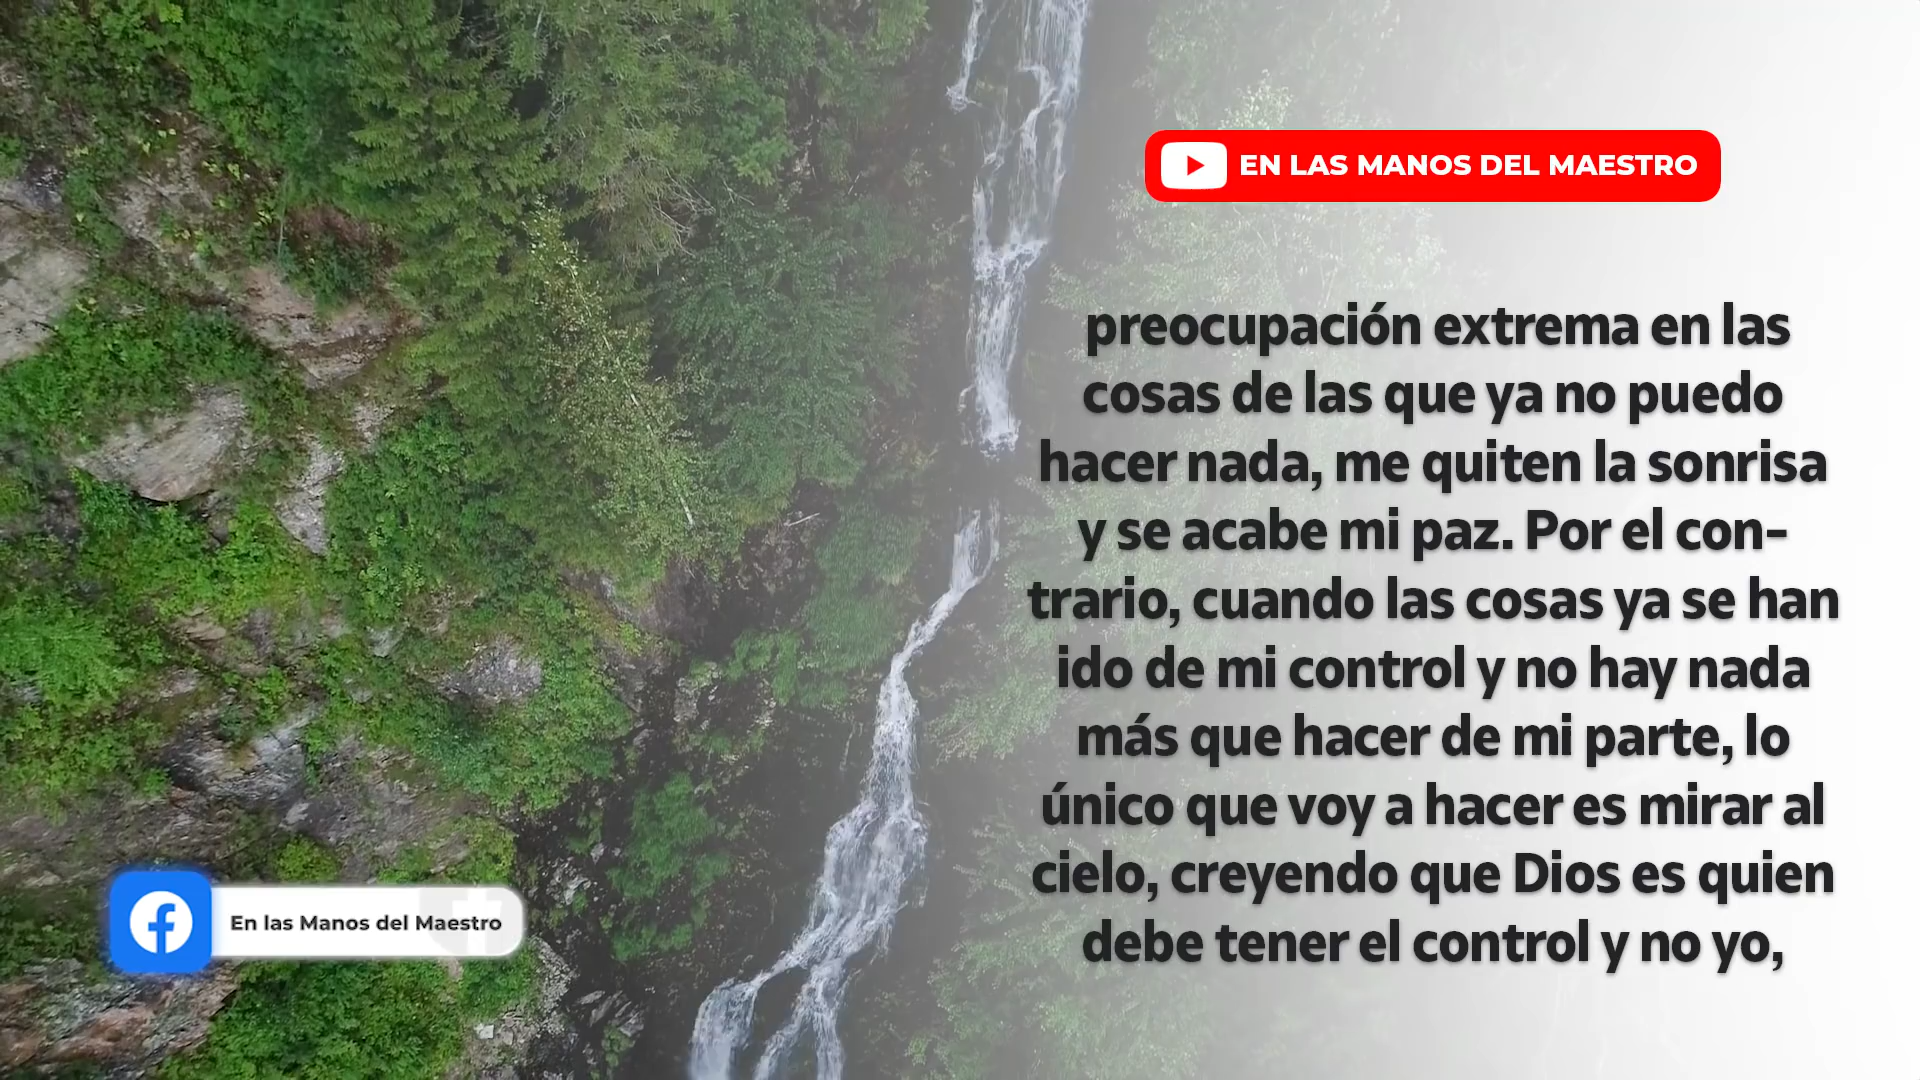 EN LAS MANOS DEL MAESTRO
preocupación extrema en las
cosas de las que ya no puedo
hacer nada, me quiten la sonrisa
y se acabe mi paz. Por el con-
trario, cuando las cosas ya se han
ido de mi control y no hay nada
más que hacer de mi parte, lo
único que voy a hacer es mirar al
cielo, creyendo que Dios es quien
debe tener el control y no yo,
En las Manos del Maestro